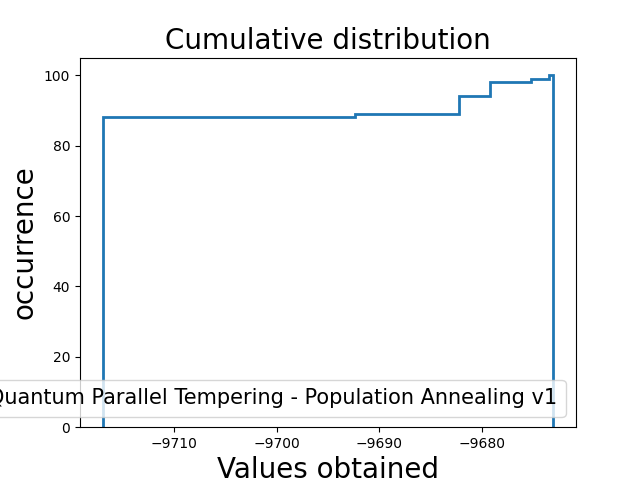 Cumulative distribution
occurrence
100
80
60
40
20
0
Quantum Parallel Tempering - Population Annealing v1
−9710 −9700 −9690 −9680
Values obtained